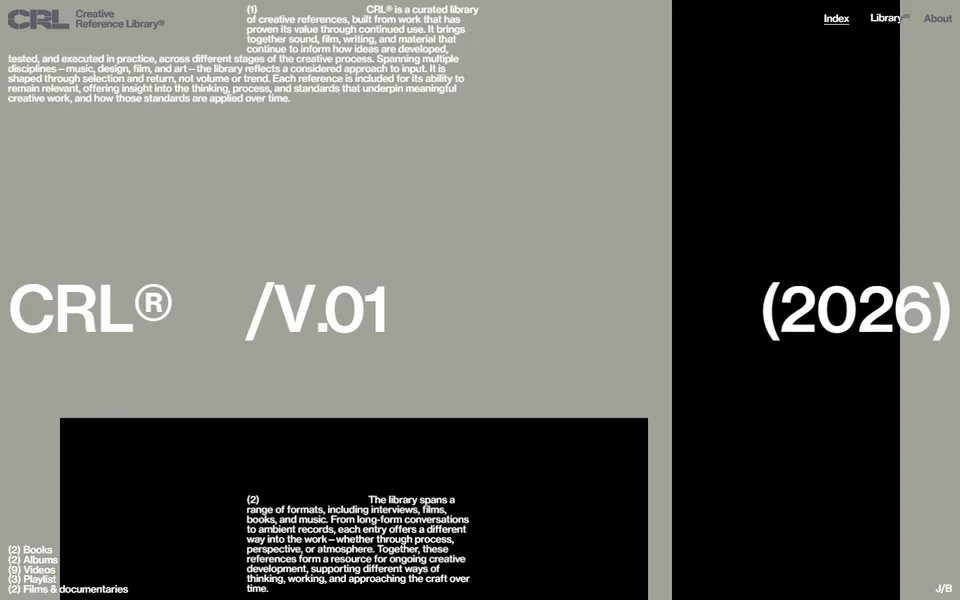 CRL
Creative
Reference Library®
(1) CRL® is a curated library
of creative references, built from work that has
proven its value through continued use. It brings
together sound, film, writing, and material that
continue to inform how ideas are developed,
tested, and executed in practice, across different stages of the creative process. Spanning multiple
disciplines—music, design, film, and art—the library reflects a considered approach to input. It is
shaped through selection and return, not volume or trend. Each reference is included for its ability to
remain relevant, offering insight into the thinking, process, and standards that underpin meaningful
creative work, and how those standards are applied over time.
Index
Library
About
CRL® /V.01 (2026)
(2) The library spans a
range of formats, including interviews, films,
books, and music. From long-form conversations
to ambient records, each entry offers a different
way into the work—whether through process,
perspective, or atmosphere. Together, these
references form a resource for ongoing creative
development, supporting different ways of
thinking, working, and approaching the craft over
time.
(2) Books
(2) Albums
(9) Videos
(3) Playlist
(2) Films & documentaries
J/B